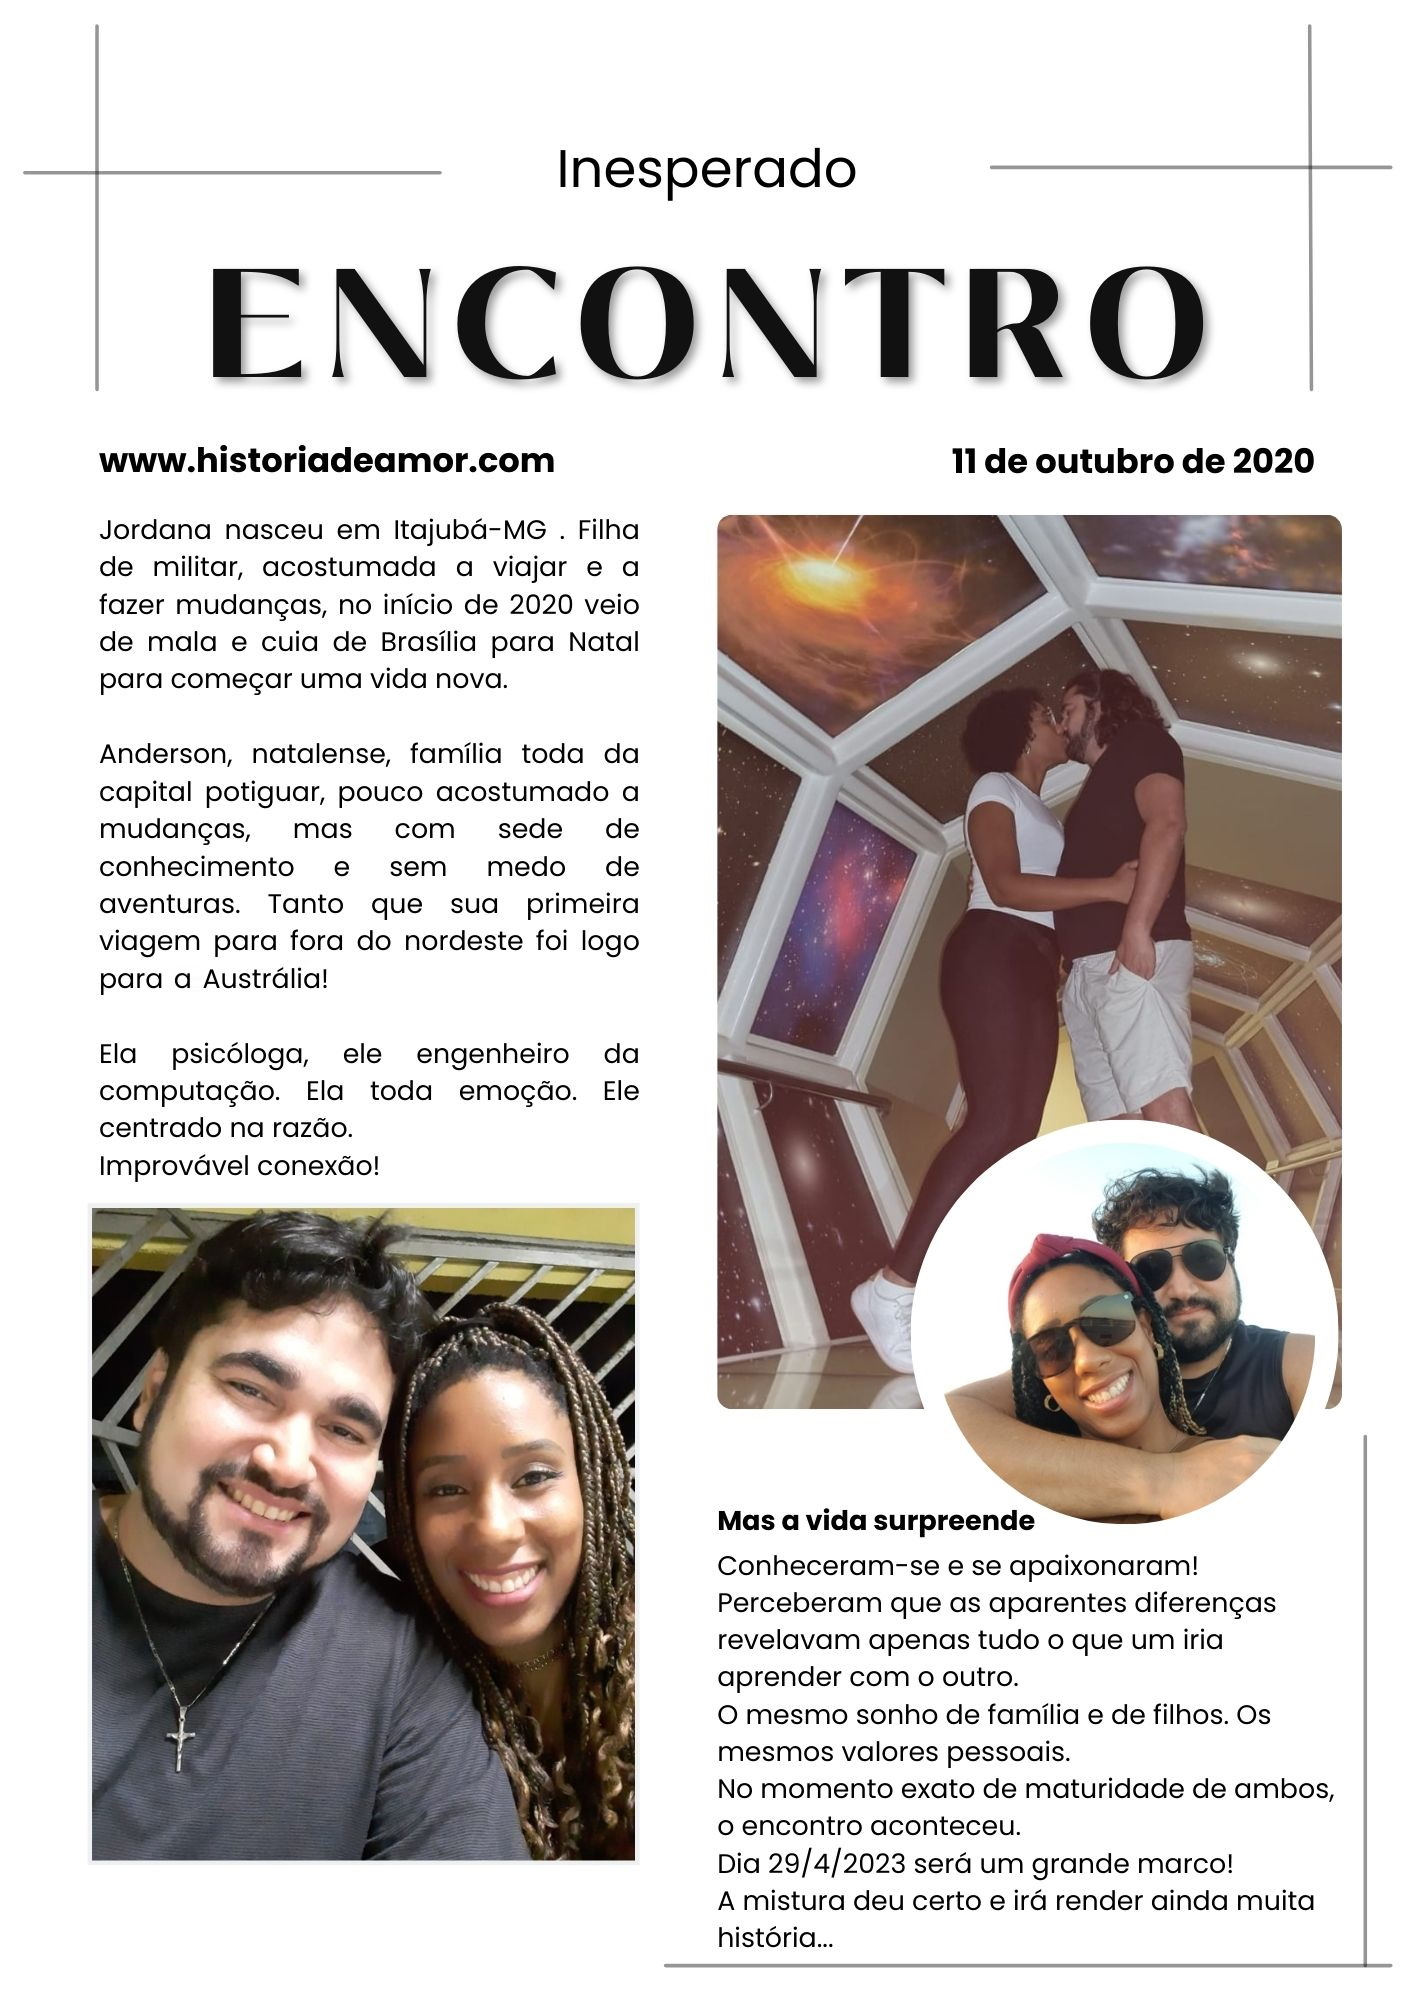 Inesperado
ENCONTRO
www.historiadeamor.com
11 de outubro de 2020
Jordana nasceu em Itajubá-MG . Filha
de militar, acostumada a viajar e a
fazer mudanças, no início de 2020 veio
de mala e cuia de Brasília para Natal
para começar uma vida nova.
Anderson, natalense, família toda da
capital potiguar, pouco acostumado a
mudanças, mas com sede de
conhecimento e sem medo de
aventuras. Tanto que sua primeira
viagem para fora do nordeste foi logo
para a Austrália!
Ela psicóloga, ele engenheiro da
computação. Ela toda emoção. Ele
centrado na razão.
Improvável conexão!
Mas a vida surpreende
Conheceram-se e se apaixonaram!
Perceberam que as aparentes diferenças
revelavam apenas tudo o que um iria
aprender com o outro.
O mesmo sonho de família e de filhos. Os
mesmos valores pessoais.
No momento exato de maturidade de ambos,
o encontro aconteceu.
Dia 29/4/2023 será um grande marco!
A mistura deu certo e irá render ainda muita
história...